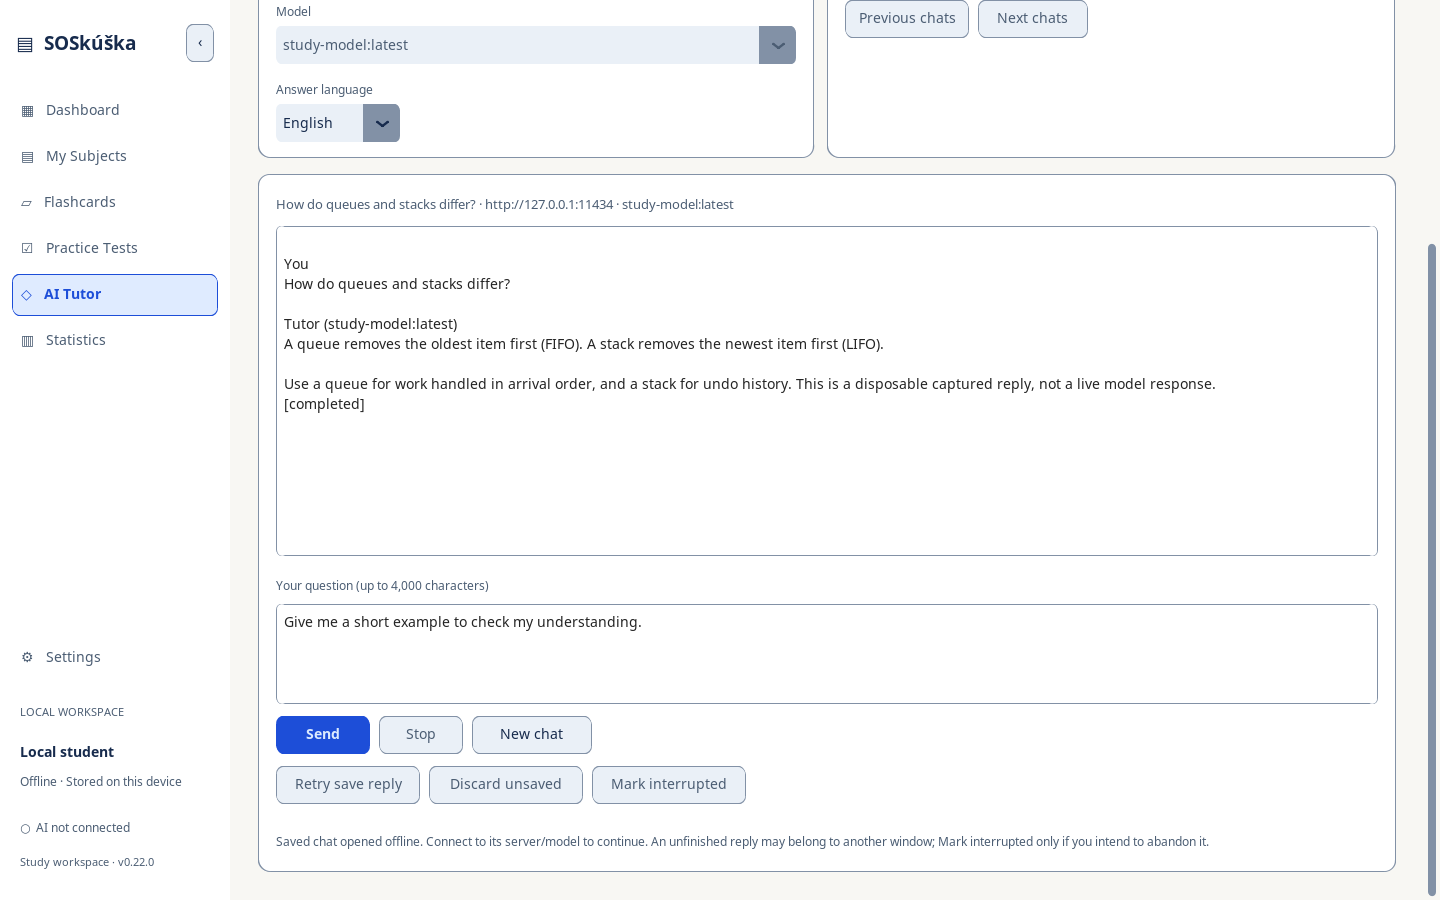 SOSkúška
Dashboard
My Subjects
Flashcards
Practice Tests
AI Tutor
Statistics
Settings
LOCAL WORKSPACE
Local student
Offline · Stored on this device
AI not connected
Study workspace · v0.22.0
Model
study-model:latest
Answer language
English
Previous chats
Next chats
How do queues and stacks differ? · http://127.0.0.1:11434 · study-model:latest
You
How do queues and stacks differ?
Tutor (study-model:latest)
A queue removes the oldest item first (FIFO). A stack removes the newest item first (LIFO).
Use a queue for work handled in arrival order, and a stack for undo history. This is a disposable captured reply, not a live model response.
[completed]
Your question (up to 4,000 characters)
Give me a short example to check my understanding.
Send
Stop
New chat
Retry save reply
Discard unsaved
Mark interrupted
Saved chat opened offline. Connect to its server/model to continue. An unfinished reply may belong to another window; Mark interrupted only if you intend to abandon it.